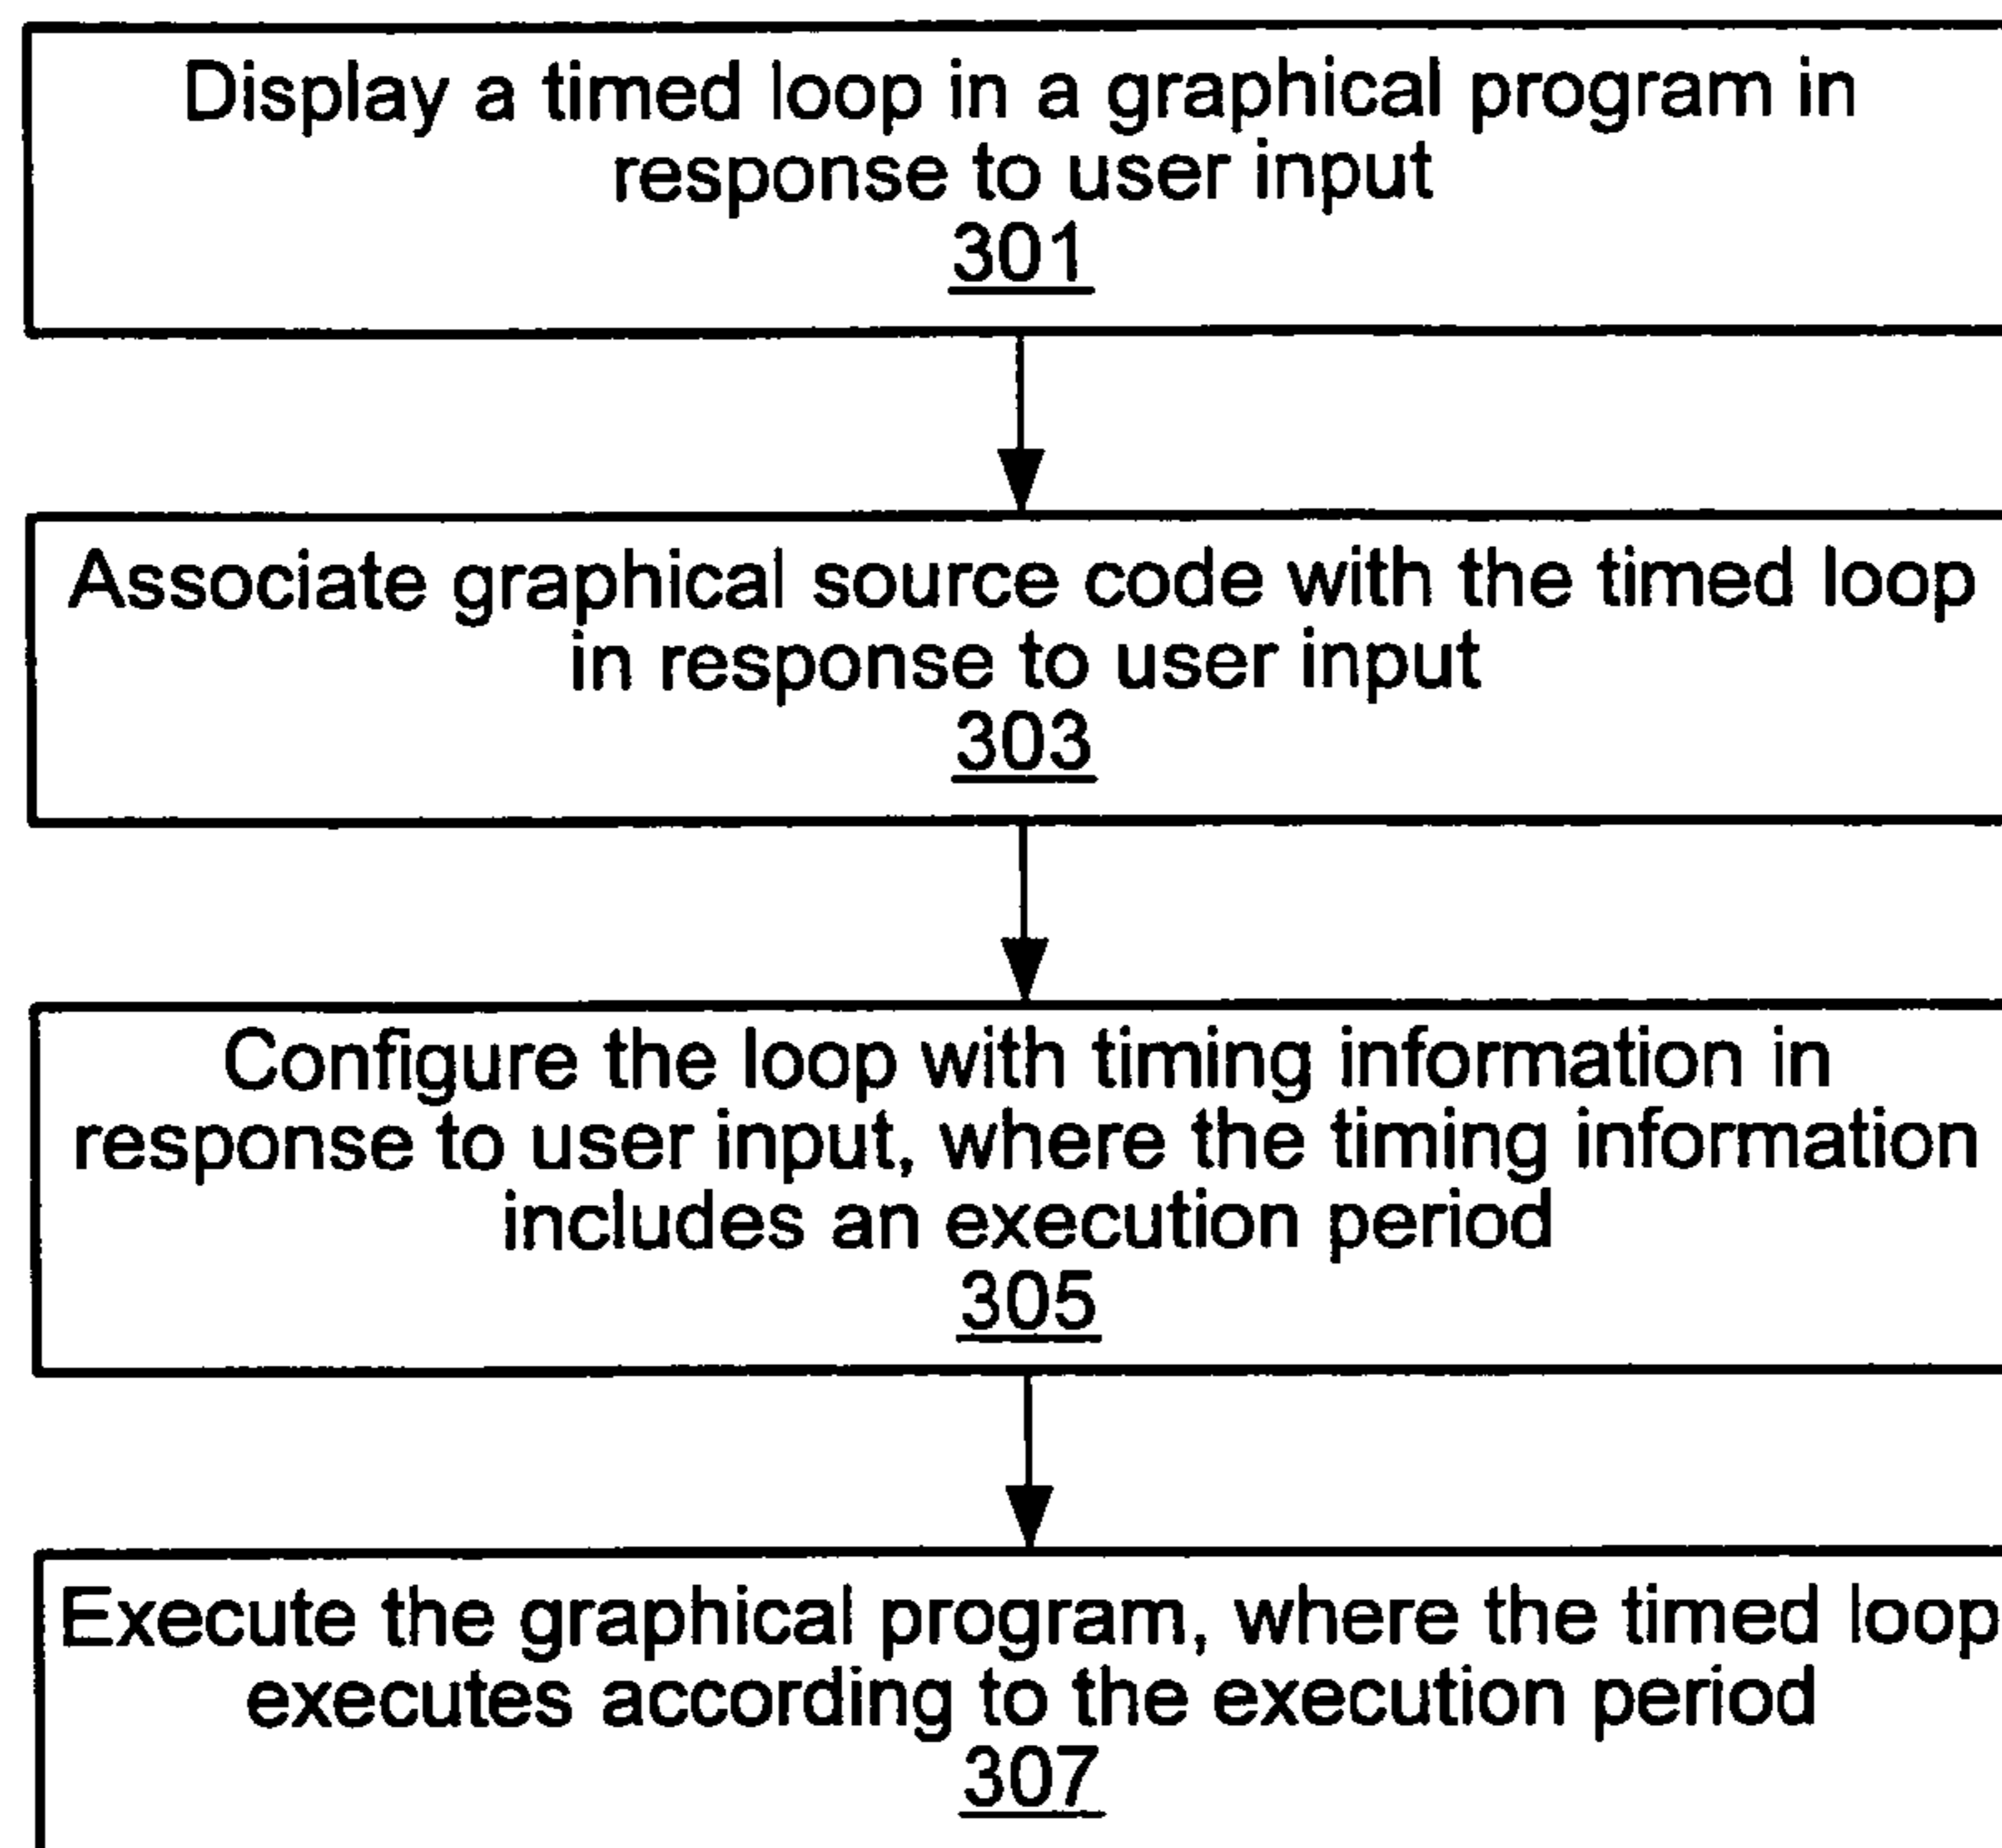 Display a timed loop in a graphical program in
response to user input
301
Associate graphical source code with the timed loop
in response to user input
303
Configure the loop with timing information in
response to user input, where the timing information
includes an execution period
305
Execute the graphical program, where the timed loop
executes according to the execution period
307